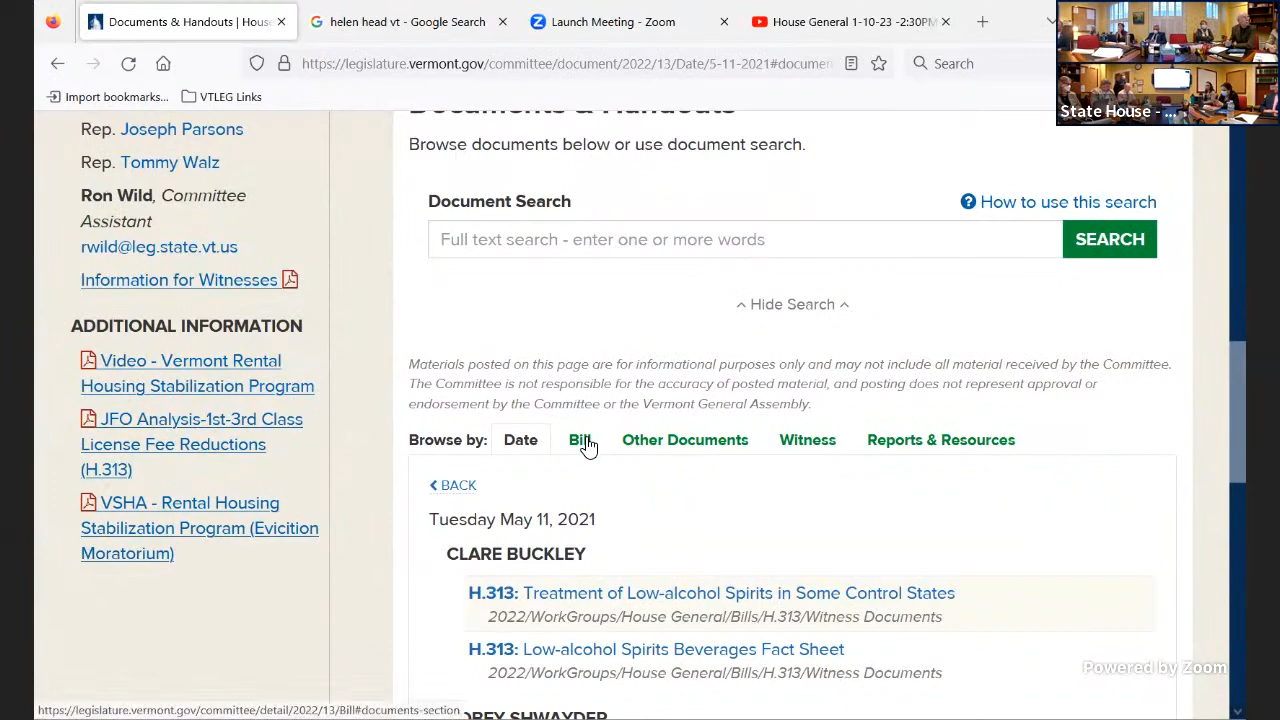 Documents & Handouts | House
helen head vt - Google Search
Launch Meeting - Zoom
House General 1-10-23 -2:30PM
https://legislature.vermont.gov/committee/document/2022/13/Date/5-11-2021#documen
Search
Import bookmarks...
VTLEG Links
State House - ...
Rep. Joseph Parsons
Rep. Tommy Walz
Ron Wild, Committee
Assistant
rwild@leg.state.vt.us
Information for Witnesses
ADDITIONAL INFORMATION
Video - Vermont Rental
Housing Stabilization Program
JFO Analysis-1st-3rd Class
License Fee Reductions
(H.313)
VSHA - Rental Housing
Stabilization Program (Evicition
Moratorium)
Documents & Handouts
Browse documents below or use document search.
Document Search
How to use this search
Full text search - enter one or more words
SEARCH
Hide Search
Materials posted on this page are for informational purposes only and may not include all material received by the Committee.
The Committee is not responsible for the accuracy of posted material, and posting does not represent approval or
endorsement by the Committee or the Vermont General Assembly.
Browse by: Date Bill Other Documents Witness Reports & Resources
BACK
Tuesday May 11, 2021
CLARE BUCKLEY
H.313: Treatment of Low-alcohol Spirits in Some Control States
2022/WorkGroups/House General/Bills/H.313/Witness Documents
H.313: Low-alcohol Spirits Beverages Fact Sheet
2022/WorkGroups/House General/Bills/H.313/Witness Documents
Powered by Zoom
https://legislature.vermont.gov/committee/detail/2022/13/Bill#documents-section
OREY SHWAYDER